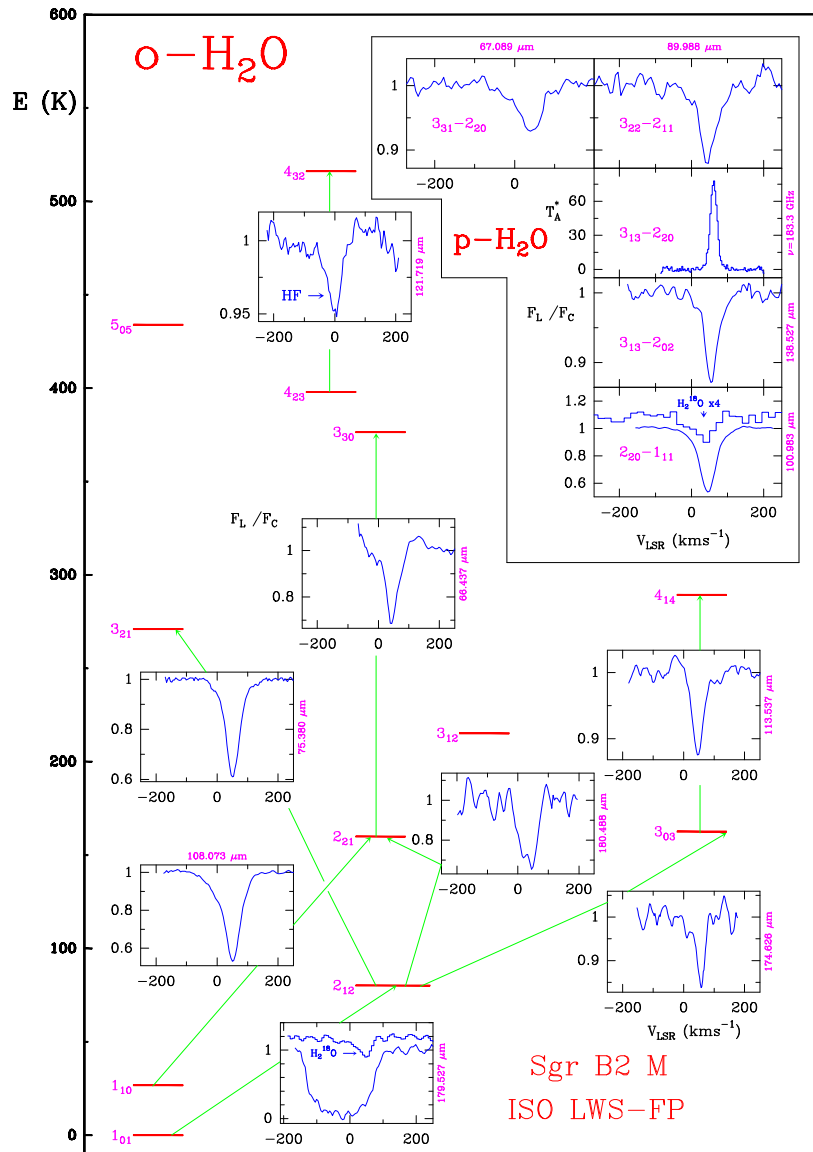 600
o-H₂O
E (K)
500
400
300
200
100
0
4₃₂
5₀₅
4₂₃
3₃₀
3₂₁
4₁₄
3₁₂
2₂₁
3₀₃
2₁₂
1₁₀
1₀₁
p-H₂O
67.089 μm
89.988 μm
1
0.9
3₃₁-2₂₀
3₂₂-2₁₁
-200 0 200
T*A
60
30
0
3₁₃-2₂₀
ν=183.3 GHz
F_L /F_C
1
0.9
3₁₃-2₀₂
138.527 μm
1.2
1
0.8
0.6
H₂¹⁸O x4
2₂₀-1₁₁
100.983 μm
-200 0 200
V_LSR (kms⁻¹)
1
0.95
HF →
121.719 μm
-200 0 200
F_L /F_C
1
0.8
66.437 μm
-200 0 200
1
0.8
0.6
75.380 μm
-200 0 200
1
0.9
113.537 μm
-200 0 200
1
0.8
180.488 μm
-200 0 200
108.073 μm
1
0.8
0.6
-200 0 200
1
0.9
174.626 μm
-200 0 200
V_LSR (kms⁻¹)
1
0
H₂¹⁸O →
179.527 μm
-200 0 200
Sgr B2 M
ISO LWS-FP